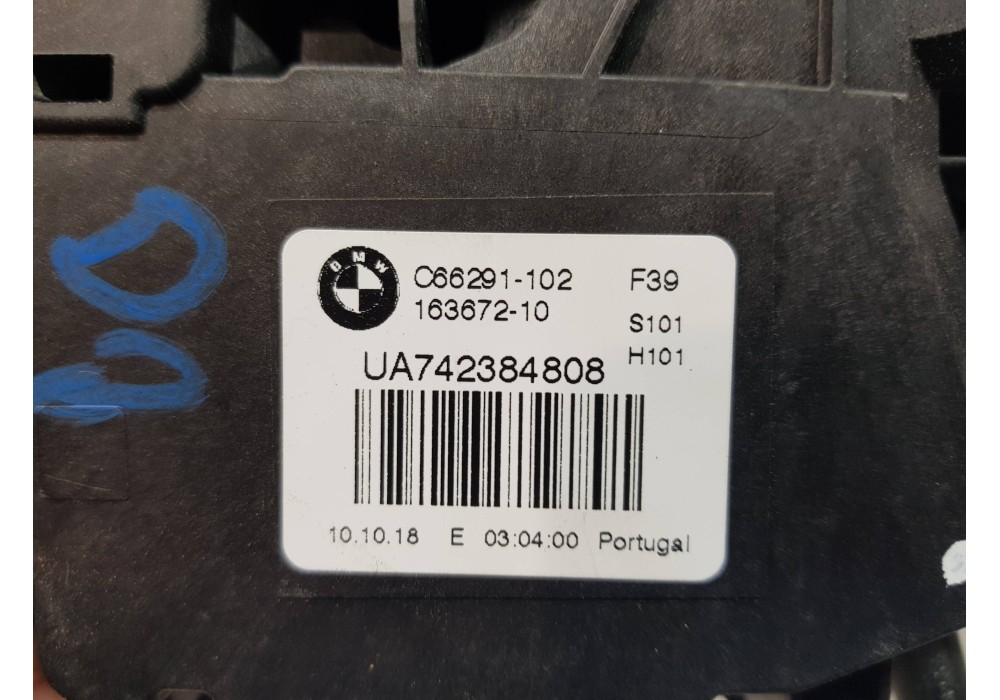 BMW
C66291-102 F39
163672-10 S101
H101
UA742384808
10.10.18 E 03:04:00 Portugal